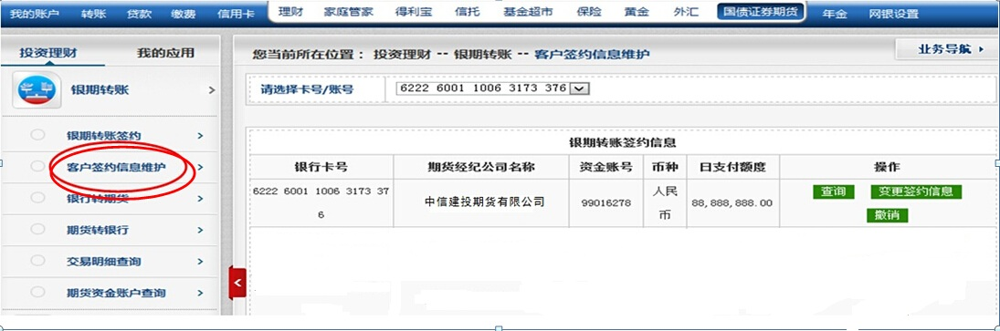 我的账户 转账 贷款 缴费 信用卡 理财 家庭管家 得利宝 信托 基金超市 保险 黄金 外汇 国债证券期货 年金 网银设置
投资理财 我的应用
您当前所在位置： 投资理财 -- 银期转账 -- 客户签约信息维护
业务导航
银期转账
请选择卡号/账号 6222 6001 1006 3173 376
银期转账签约
客户签约信息维护
银行转期货
期货转银行
交易明细查询
期货资金账户查询
银期转账签约信息
银行卡号 期货经纪公司名称 资金账号 币种 日支付额度 操作
6222 6001 1006 3173 37
6
中信建投期货有限公司
99016278
人民
币
88,888,888.00
查询 变更签约信息
撤销